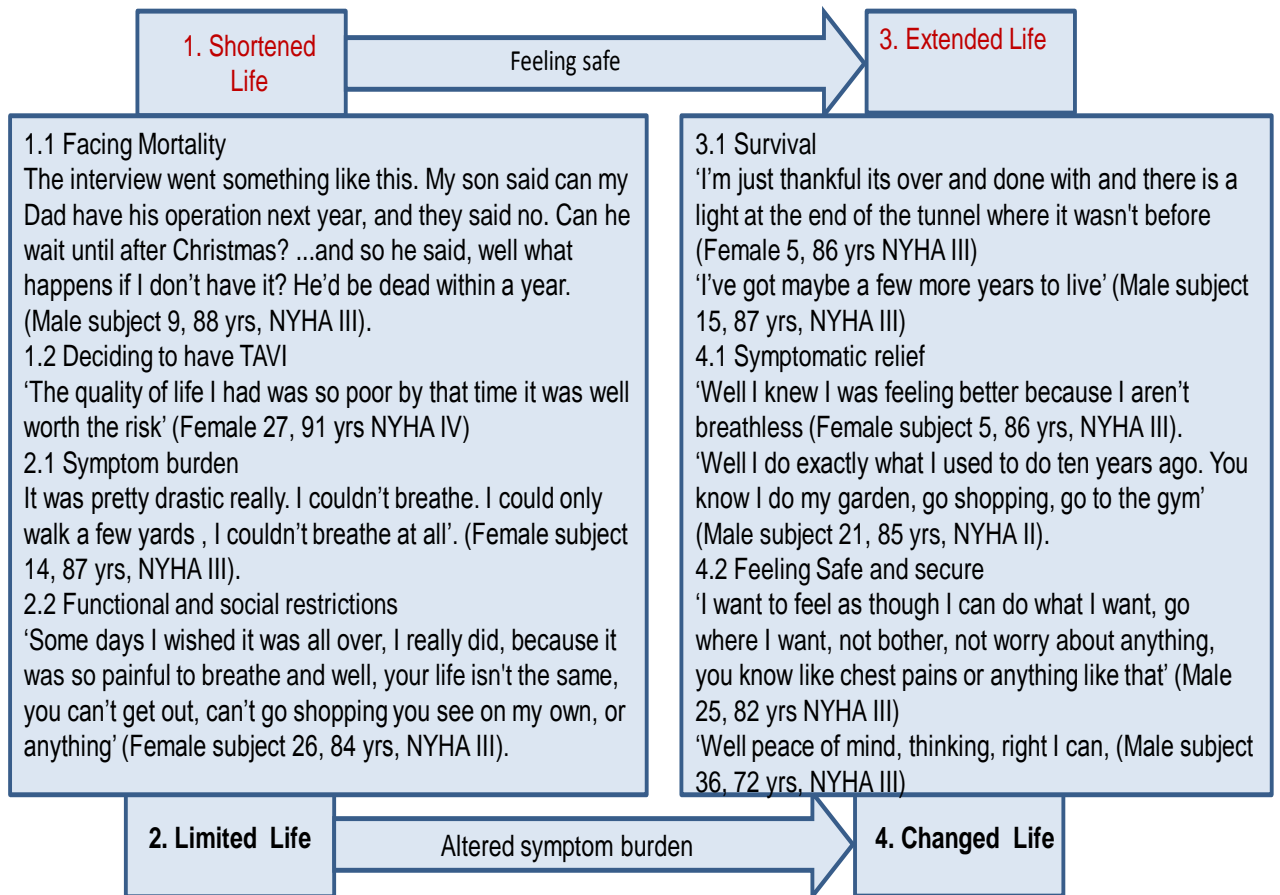 1. Shortened
Life
Feeling safe
3. Extended Life
1.1 Facing Mortality
The interview went something like this. My son said can my
Dad have his operation next year, and they said no. Can he
wait until after Christmas? ...and so he said, well what
happens if I don’t have it? He’d be dead within a year.
(Male subject 9, 88 yrs, NYHA III).
1.2 Deciding to have TAVI
‘The quality of life I had was so poor by that time it was well
worth the risk’ (Female 27, 91 yrs NYHA IV)
2.1 Symptom burden
It was pretty drastic really. I couldn’t breathe. I could only
walk a few yards , I couldn’t breathe at all’. (Female subject
14, 87 yrs, NYHA III).
2.2 Functional and social restrictions
‘Some days I wished it was all over, I really did, because it
was so painful to breathe and well, your life isn't the same,
you can’t get out, can’t go shopping you see on my own, or
anything’ (Female subject 26, 84 yrs, NYHA III).
3.1 Survival
‘I’m just thankful its over and done with and there is a
light at the end of the tunnel where it wasn't before
(Female 5, 86 yrs NYHA III)
‘I’ve got maybe a few more years to live’ (Male subject
15, 87 yrs, NYHA III)
4.1 Symptomatic relief
‘Well I knew I was feeling better because I aren’t
breathless (Female subject 5, 86 yrs, NYHA III).
‘Well I do exactly what I used to do ten years ago. You
know I do my garden, go shopping, go to the gym’
(Male subject 21, 85 yrs, NYHA II).
4.2 Feeling Safe and secure
‘I want to feel as though I can do what I want, go
where I want, not bother, not worry about anything,
you know like chest pains or anything like that’ (Male
25, 82 yrs NYHA III)
‘Well peace of mind, thinking, right I can, (Male subject
36, 72 yrs, NYHA III)
2. Limited Life
Altered symptom burden
4. Changed Life